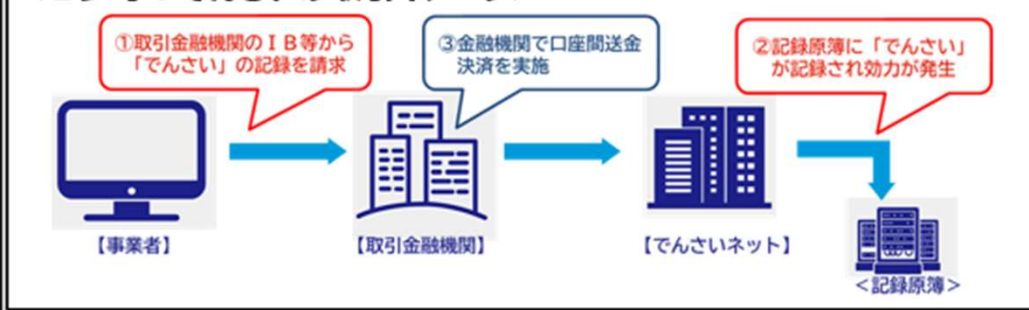 ①取引金融機関のＩＢ等から
「でんさい」の記録を請求
③金融機関で口座間送金
決済を実施
②記録原簿に「でんさい」
が記録され効力が発生
【事業者】
【取引金融機関】
【でんさいネット】
＜記録原簿＞